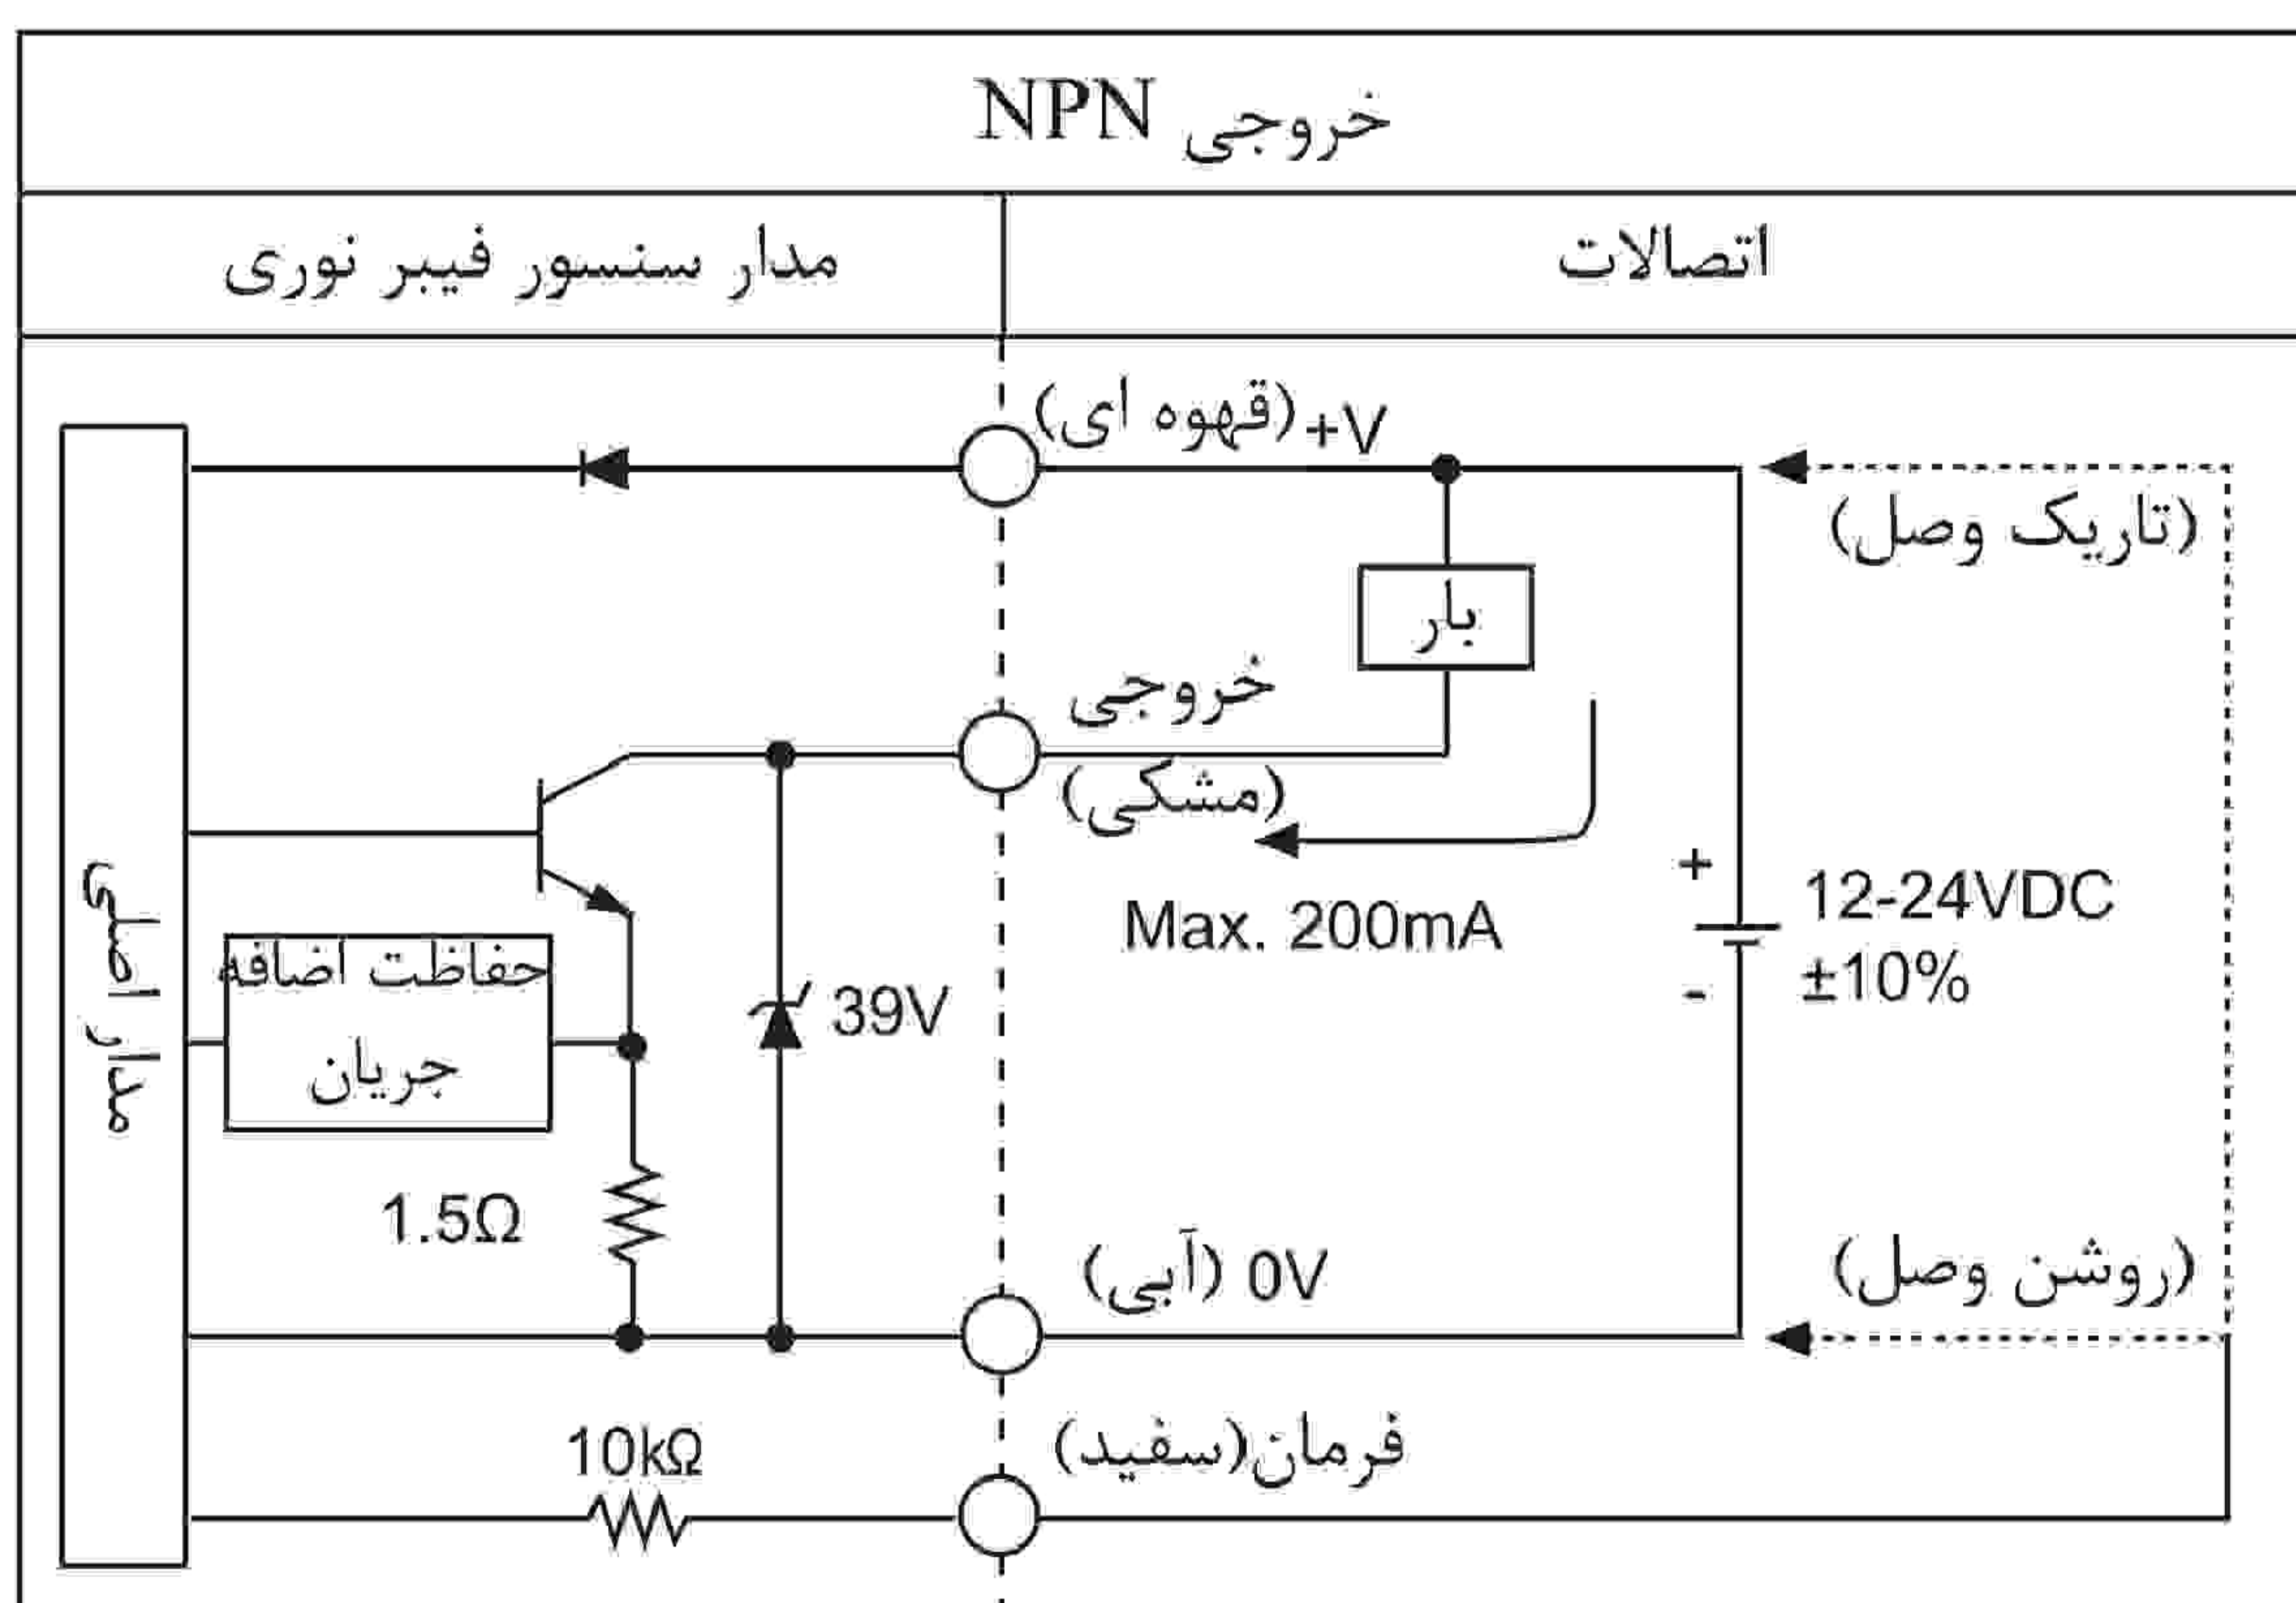 خروجی NPN
مدار سنسور فیبر نوری
اتصالات
(قهوه ای) +V
(تاریک وصل)
بار
خروجی
(مشکی)
Max. 200mA
+
12-24VDC
-
±10%
مدار اصلی
حفاظت اضافه
جریان
39V
1.5Ω
(آبی) 0V
(روشن وصل)
10kΩ
فرمان(سفید)